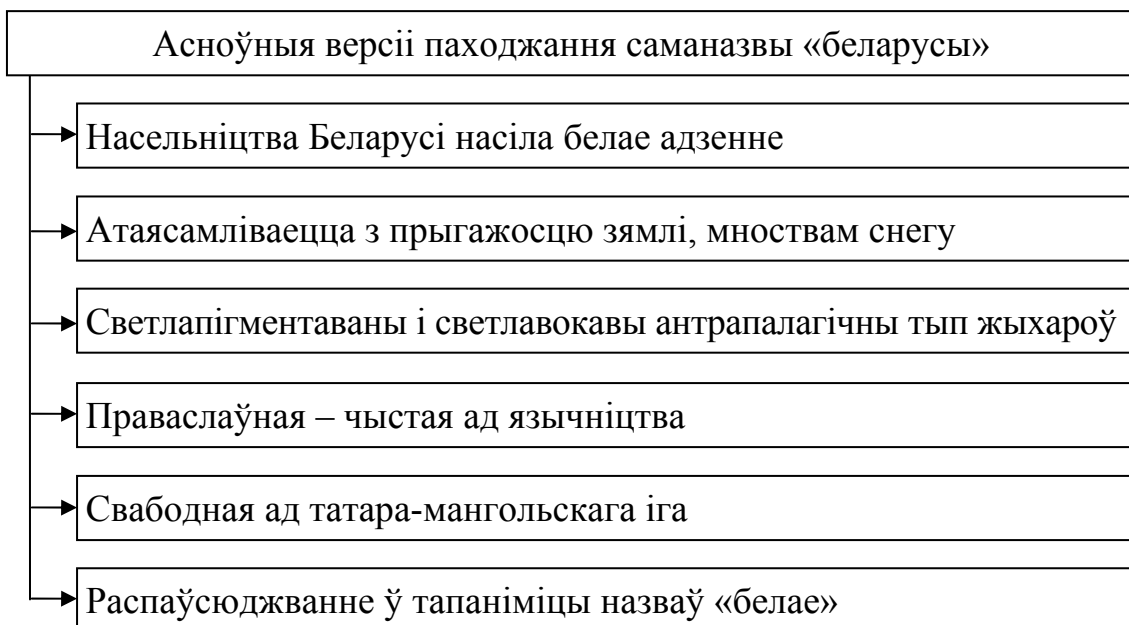 Асноўныя версіі паходжання саманазвы «беларусы»
Насельніцтва Беларусі насіла белае адзенне
Атаясамліваецца з прыгажосцю зямлі, мноствам снегу
Светлапігментаваны і светлавокавы антрапалагічны тып жыхароў
Праваслаўная – чыстая ад язычніцтва
Свабодная ад татара-мангольскага іга
Распаўсюджванне ў тапаніміцы назваў «белае»